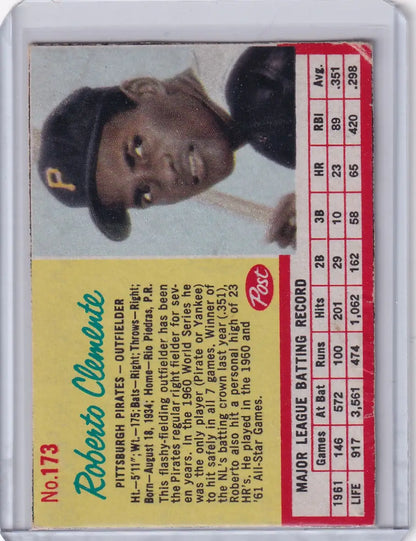 No.173
Roberto Clemente
PITTSBURGH PIRATES — OUTFIELDER
Ht.—5'11"; Wt.—175; Bats—Right; Throws—Right;
Born—August 18, 1934; Home—Rio Piedras, P.R.
This flashy-fielding outfielder has been
the Pirates regular right fielder for sev-
en years. In the 1960 World Series he
was the only player (Pirate or Yankee)
to hit safely in all 7 games. Winner of
the NL's batting crown last year (.351),
Roberto also hit a personal high of 23
HR's. He played in the 1960 and
'61 All-Star Games.
Post
P
MAJOR LEAGUE BATTING RECORD
Games At Bat Runs Hits 2B 3B HR RBI Avg.
1961 146 572 100 201 29 10 23 89 .351
LIFE 917 3,561 474 1,062 162 58 65 420 .298